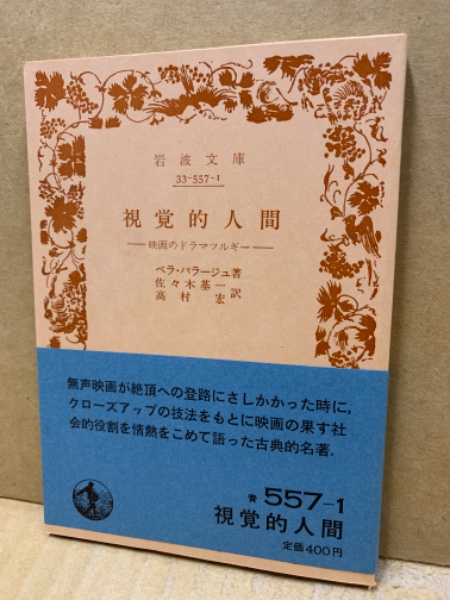 岩波文庫
33-557-1
視覚的人間
―映画のドラマツルギー―
ベラ・バラージュ著
佐々木基一
高村宏訳
無声映画が絶頂への登路にさしかかった時に,
クローズアップの技法をもとに映画の果す社
会的役割を情熱をこめて語った古典的名著.
青 557-1
視覚的人間
定価400円